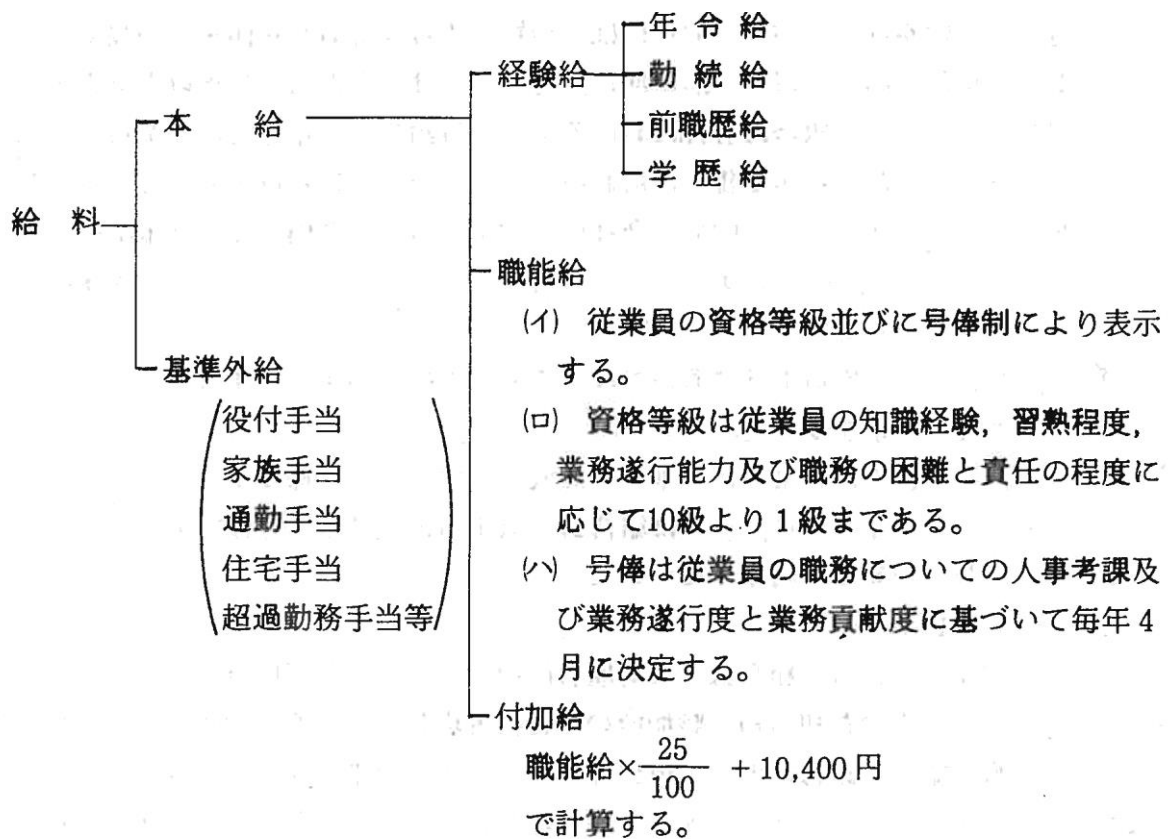 給　料
本　　給
経験給
年 令 給
勤 続 給
前職歴給
学 歴 給
職能給
(イ)　従業員の資格等級並びに号俸制により表示
する。
(ロ)　資格等級は従業員の知識経験，習熟程度，
業務遂行能力及び職務の困難と責任の程度に
応じて10級より1級まである。
(ハ)　号俸は従業員の職務についての人事考課及
び業務遂行度と業務貢献度に基づいて毎年4
月に決定する。
付加給
職能給×25/100 + 10,400円
で計算する。
基準外給
役付手当
家族手当
通勤手当
住宅手当
超過勤務手当等